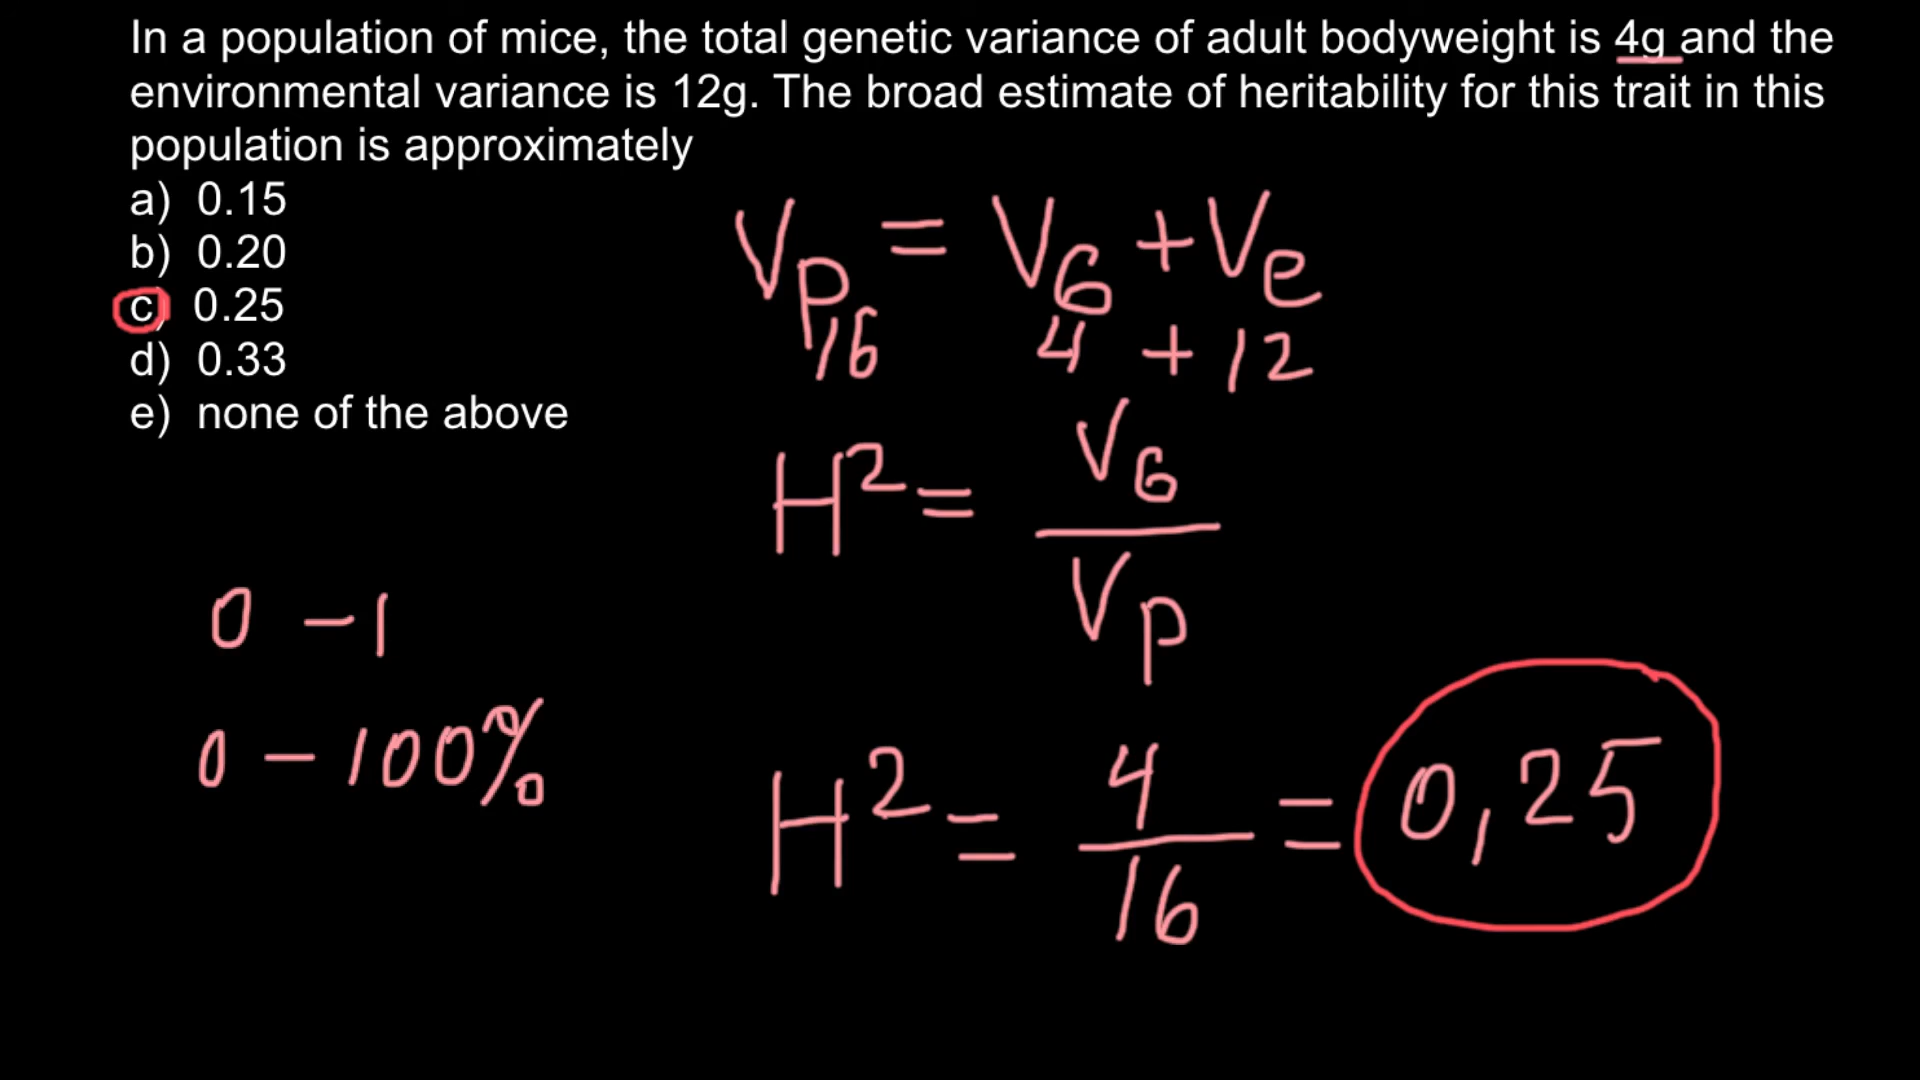 In a population of mice, the total genetic variance of adult bodyweight is 4g and the
environmental variance is 12g. The broad estimate of heritability for this trait in this
population is approximately
a) 0.15
b) 0.20
c) 0.25
d) 0.33
e) none of the above
Vp = VG + Ve
16 4 + 12
H² = VG
Vp
0 - 1
0 - 100%
H² = 4 = 0,25
16